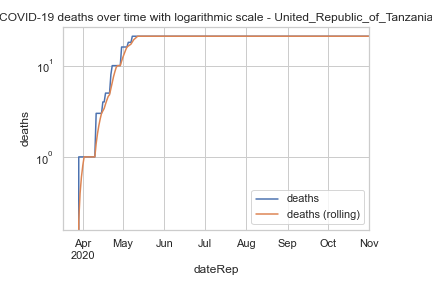 COVID-19 deaths over time with logarithmic scale - United_Republic_of_Tanzania
10¹
10⁰
deaths
deaths
deaths (rolling)
Apr May Jun Jul Aug Sep Oct Nov
2020
dateRep